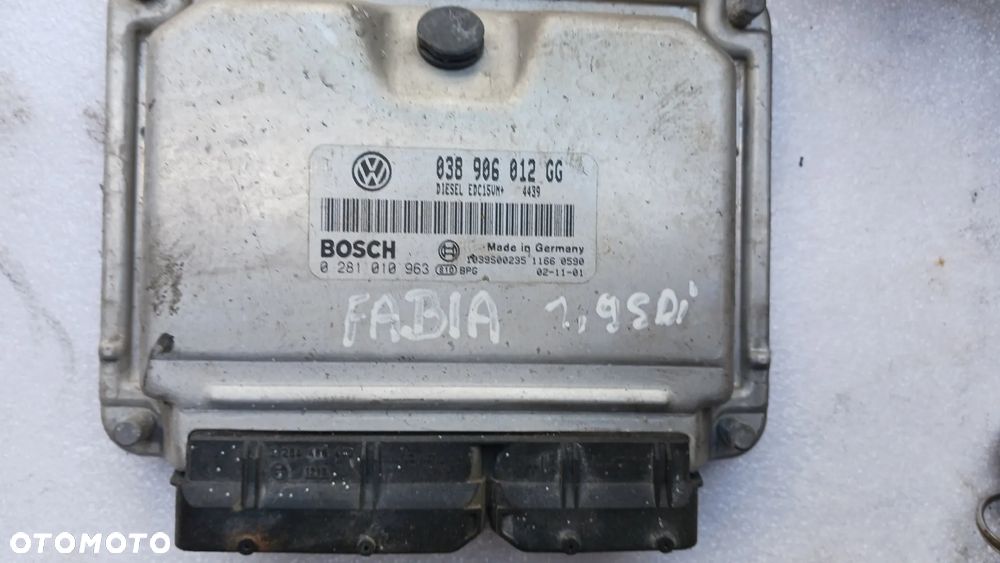 038 906 012 GG
DIESEL EDC15VM+ 4439
BOSCH Made in Germany
1039S00235 1166 0590
0 281 010 963 BPG 02-11-01
FABIA 1,9SDi
OTOMOTO